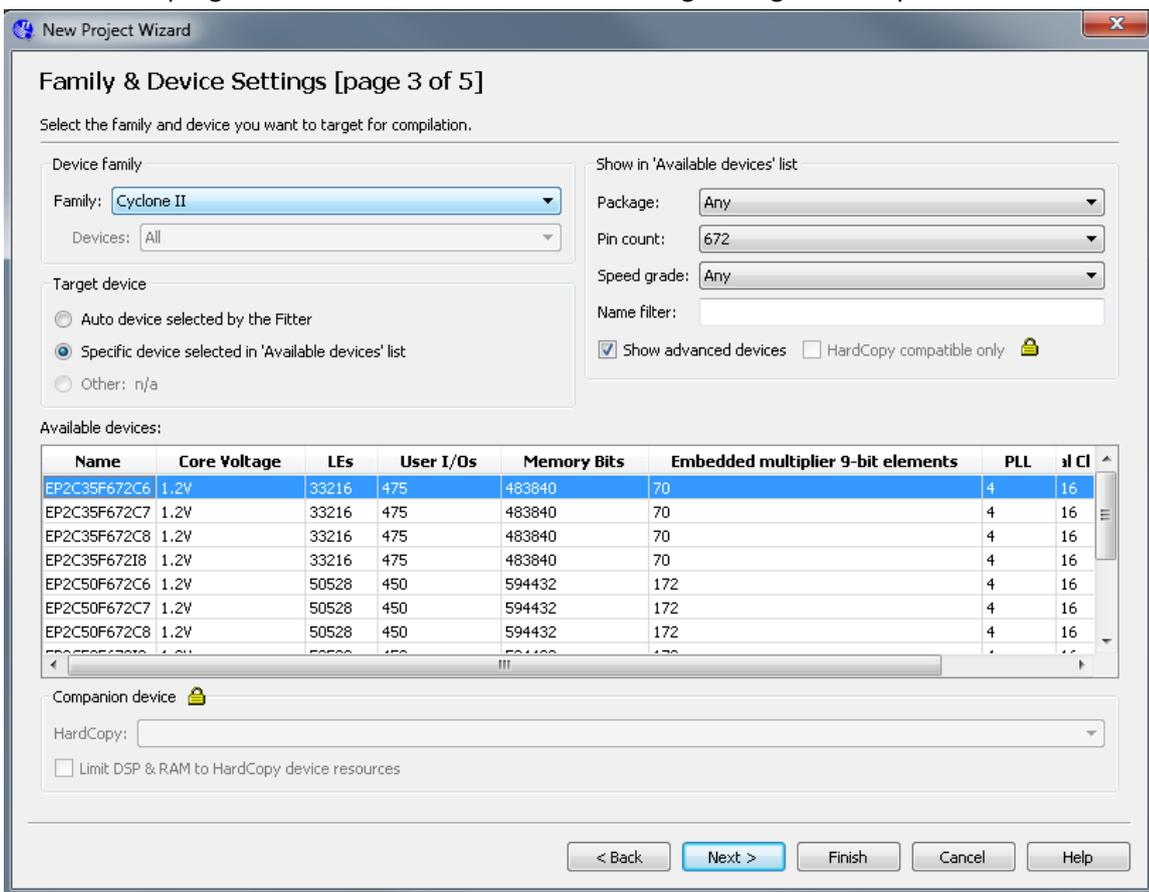 New Project Wizard
Family & Device Settings [page 3 of 5]
Select the family and device you want to target for compilation.
Device family
Family: Cyclone II
Devices: All
Show in 'Available devices' list
Package: Any
Pin count: 672
Speed grade: Any
Name filter:
Show advanced devices HardCopy compatible only
Target device
Auto device selected by the Fitter
Specific device selected in 'Available devices' list
Other: n/a
Available devices:
Name Core Voltage LEs User I/Os Memory Bits Embedded multiplier 9-bit elements PLL al Cl
EP2C35F672C6 1.2V 33216 475 483840 70 4 16
EP2C35F672C7 1.2V 33216 475 483840 70 4 16
EP2C35F672C8 1.2V 33216 475 483840 70 4 16
EP2C35F672I8 1.2V 33216 475 483840 70 4 16
EP2C50F672C6 1.2V 50528 450 594432 172 4 16
EP2C50F672C7 1.2V 50528 450 594432 172 4 16
EP2C50F672C8 1.2V 50528 450 594432 172 4 16
Companion device
HardCopy:
Limit DSP & RAM to HardCopy device resources
< Back Next > Finish Cancel Help